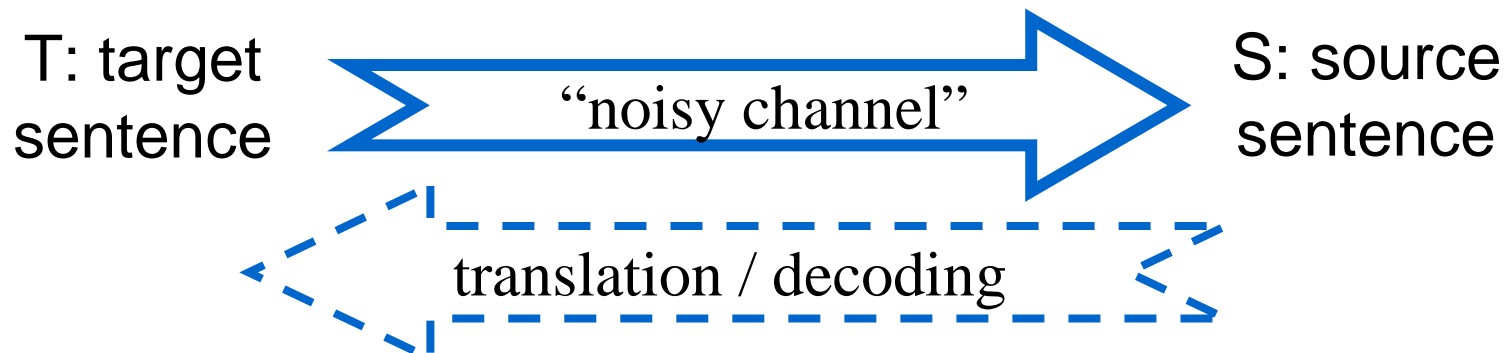 T: target
sentence
“noisy channel”
S: source
sentence
translation / decoding